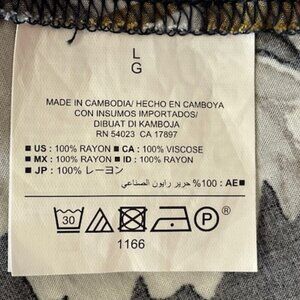 L
G
MADE IN CAMBODIA/ HECHO EN CAMBOYA
CON INSUMOS IMPORTADOS/
DIBUAT DI KAMBOJA
RN 54023 CA 17897
■ US : 100% RAYON ■ CA : 100% VISCOSE
■ MX : 100% RAYON ■ ID : 100% RAYON
■ JP : 100% レーヨン
■ AE : 100% حرير رايون الصناعي
30 P ®
1166